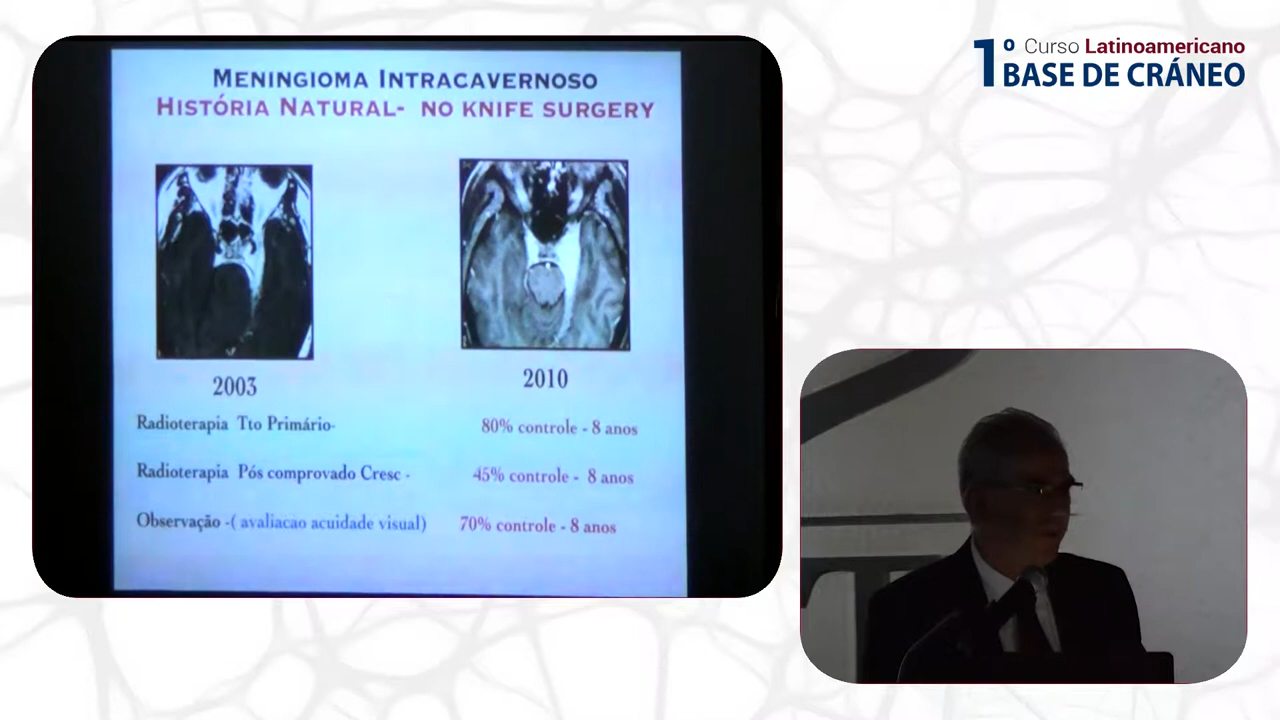 MENINGIOMA INTRACAVERNOSO
HISTÓRIA NATURAL- NO KNIFE SURGERY
2003
2010
Radioterapia Tto Primário-
80% controle - 8 anos
Radioterapia Pós comprovado Cresc -
45% controle - 8 anos
Observação -( avaliacao acuidade visual)
70% controle - 8 anos
1º Curso Latinoamericano
BASE DE CRÁNEO